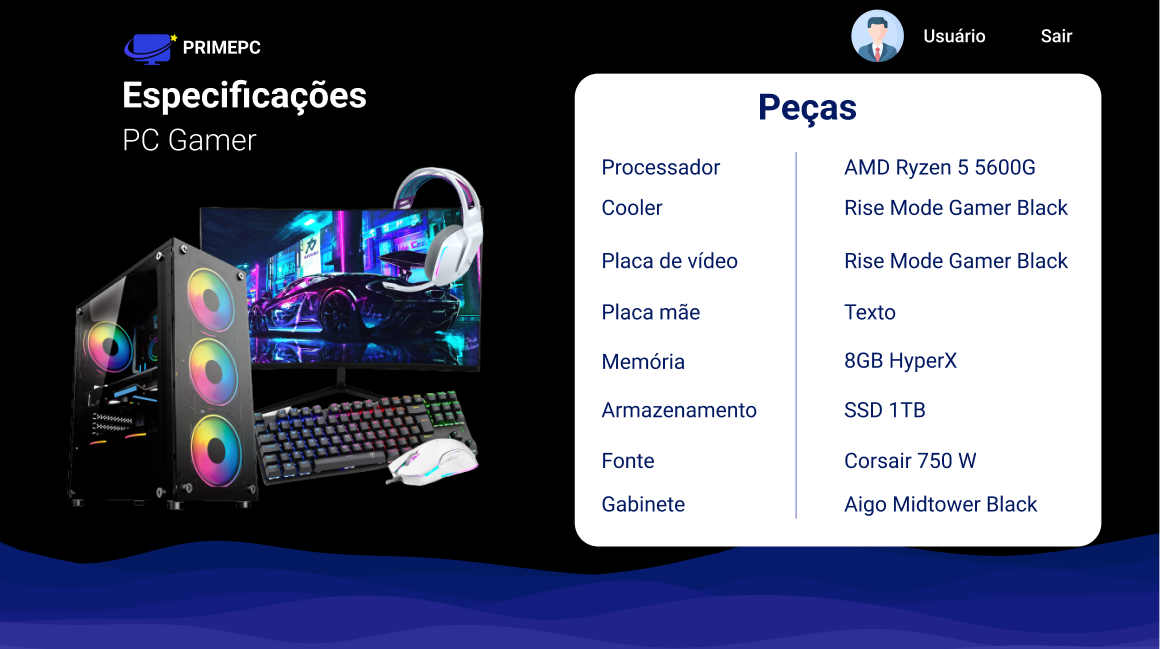 PRIMEPC
Usuário
Sair
Especificações
PC Gamer
Peças
Processador AMD Ryzen 5 5600G
Cooler Rise Mode Gamer Black
Placa de vídeo Rise Mode Gamer Black
Placa mãe Texto
Memória 8GB HyperX
Armazenamento SSD 1TB
Fonte Corsair 750 W
Gabinete Aigo Midtower Black